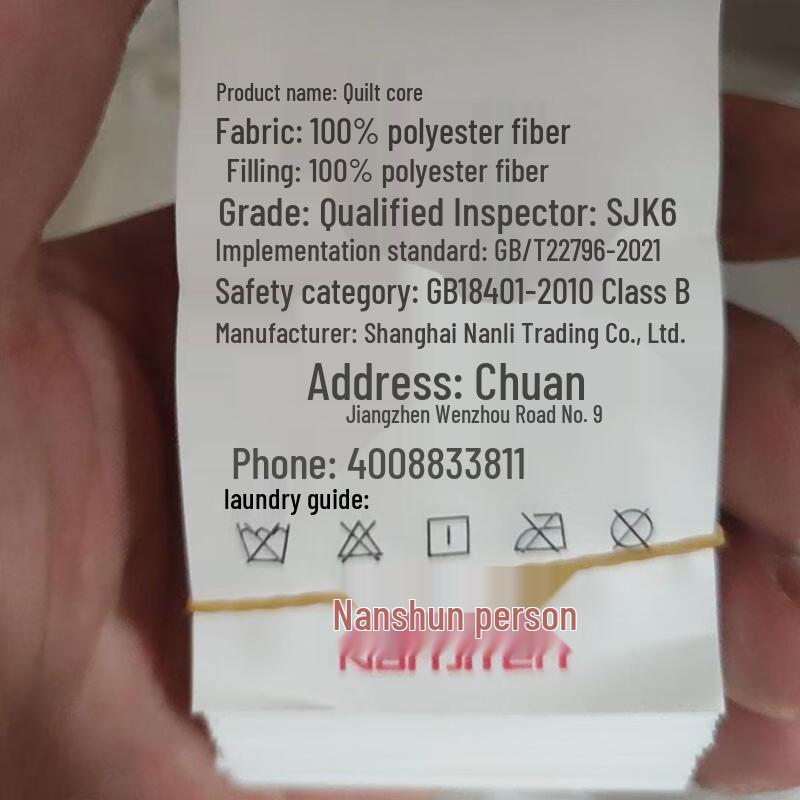 Product name: Quilt core
Fabric: 100% polyester fiber
Filling: 100% polyester fiber
Grade: Qualified Inspector: SJK6
Implementation standard: GB/T22796-2021
Safety category: GB18401-2010 Class B
Manufacturer: Shanghai Nanli Trading Co., Ltd.
Address: Chuan
Jiangzhen Wenzhou Road No. 9
Phone: 4008833811
laundry guide:
Nanshun person